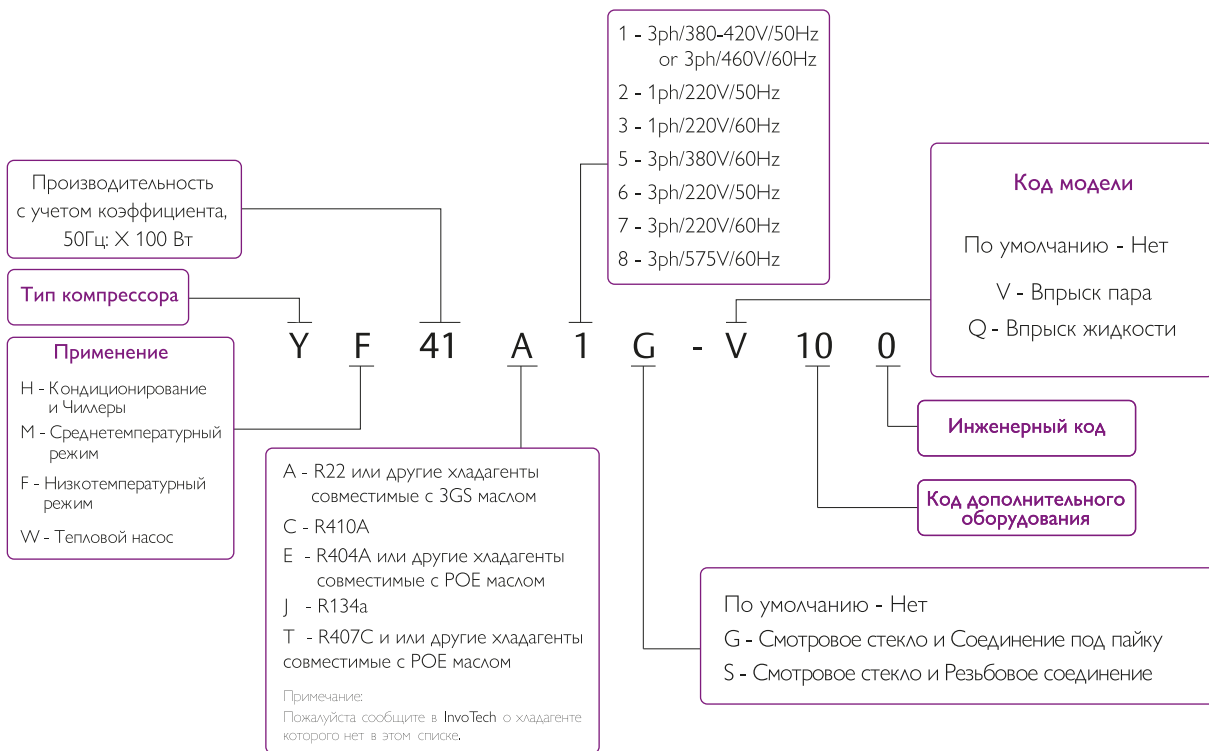 1 - 3ph/380-420V/50Hz
or 3ph/460V/60Hz
2 - 1ph/220V/50Hz
3 - 1ph/220V/60Hz
5 - 3ph/380V/60Hz
6 - 3ph/220V/50Hz
7 - 3ph/220V/60Hz
8 - 3ph/575V/60Hz
Производительность
с учетом коэффициента,
50Гц: X 100 Вт
Тип компрессора
Код модели
По умолчанию - Нет
V - Впрыск пара
Q - Впрыск жидкости
Y F 41 A 1 G - V 10 0
Применение
H - Кондиционирование
и Чиллеры
M - Среднетемпературный
режим
F - Низкотемпературный
режим
W - Тепловой насос
A - R22 или другие хладагенты
совместимые с 3GS маслом
C - R410A
E - R404A или другие хладагенты
совместимые с POE маслом
J - R134a
T - R407C и или другие хладагенты
совместимые с POE маслом
Примечание:
Пожалуйста сообщите в InvoTech о хладагенте
которого нет в этом списке.
Инженерный код
Код дополнительного
оборудования
По умолчанию - Нет
G - Смотровое стекло и Соединение под пайку
S - Смотровое стекло и Резьбовое соединение